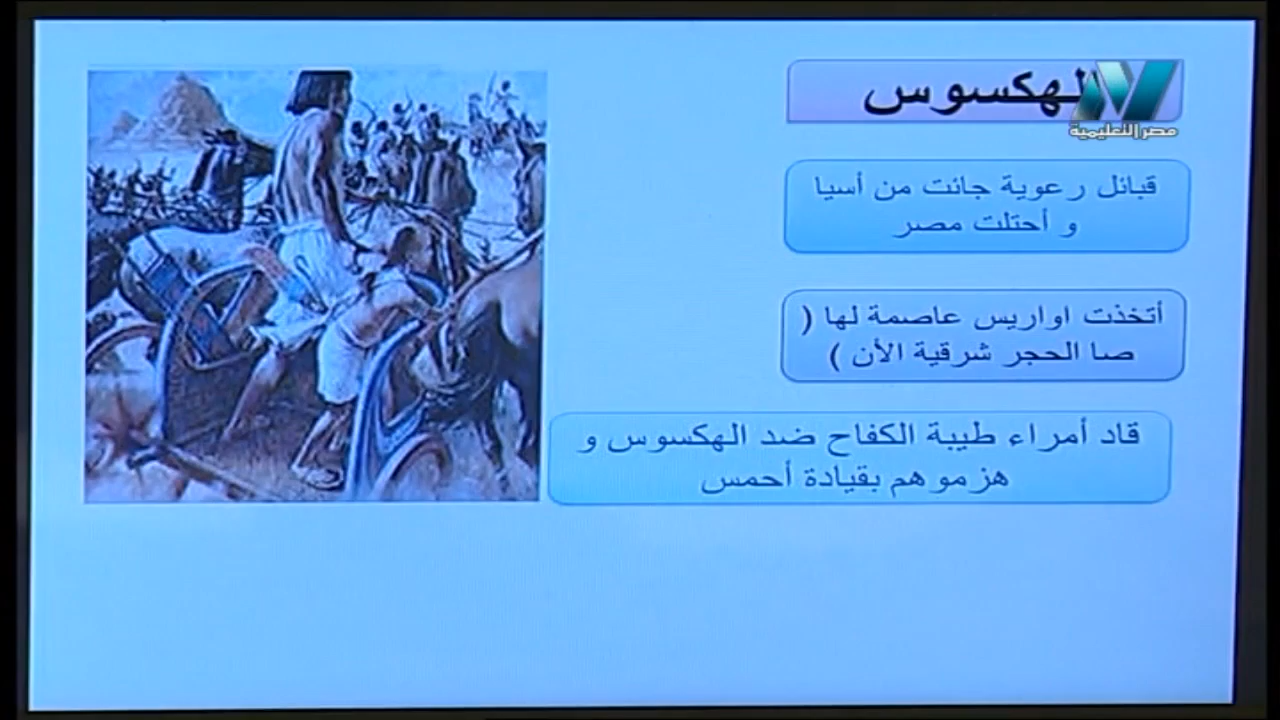 الهكسوس
مصر التعليمية
قبائل رعوية جائت من أسيا
و أحتلت مصر
أتخذت اواريس عاصمة لها (
صا الحجر شرقية الأن )
قاد أمراء طيبة الكفاح ضد الهكسوس و
هزموهم بقيادة أحمس